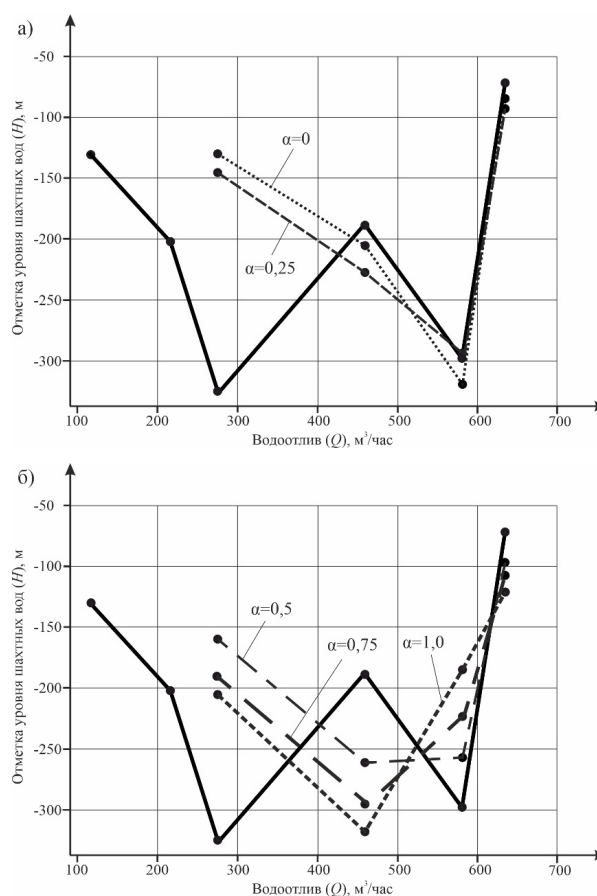 а)
Отметка уровня шахтных вод (H), м
-50
-100
-150
-200
-250
-300
α=0
α=0,25
100 200 300 400 500 600 700
Водоотлив (Q), м³/час
б)
Отметка уровня шахтных вод (H), м
-50
-100
-150
-200
-250
-300
α=0,5
α=0,75
α=1,0
100 200 300 400 500 600 700
Водоотлив (Q), м³/час